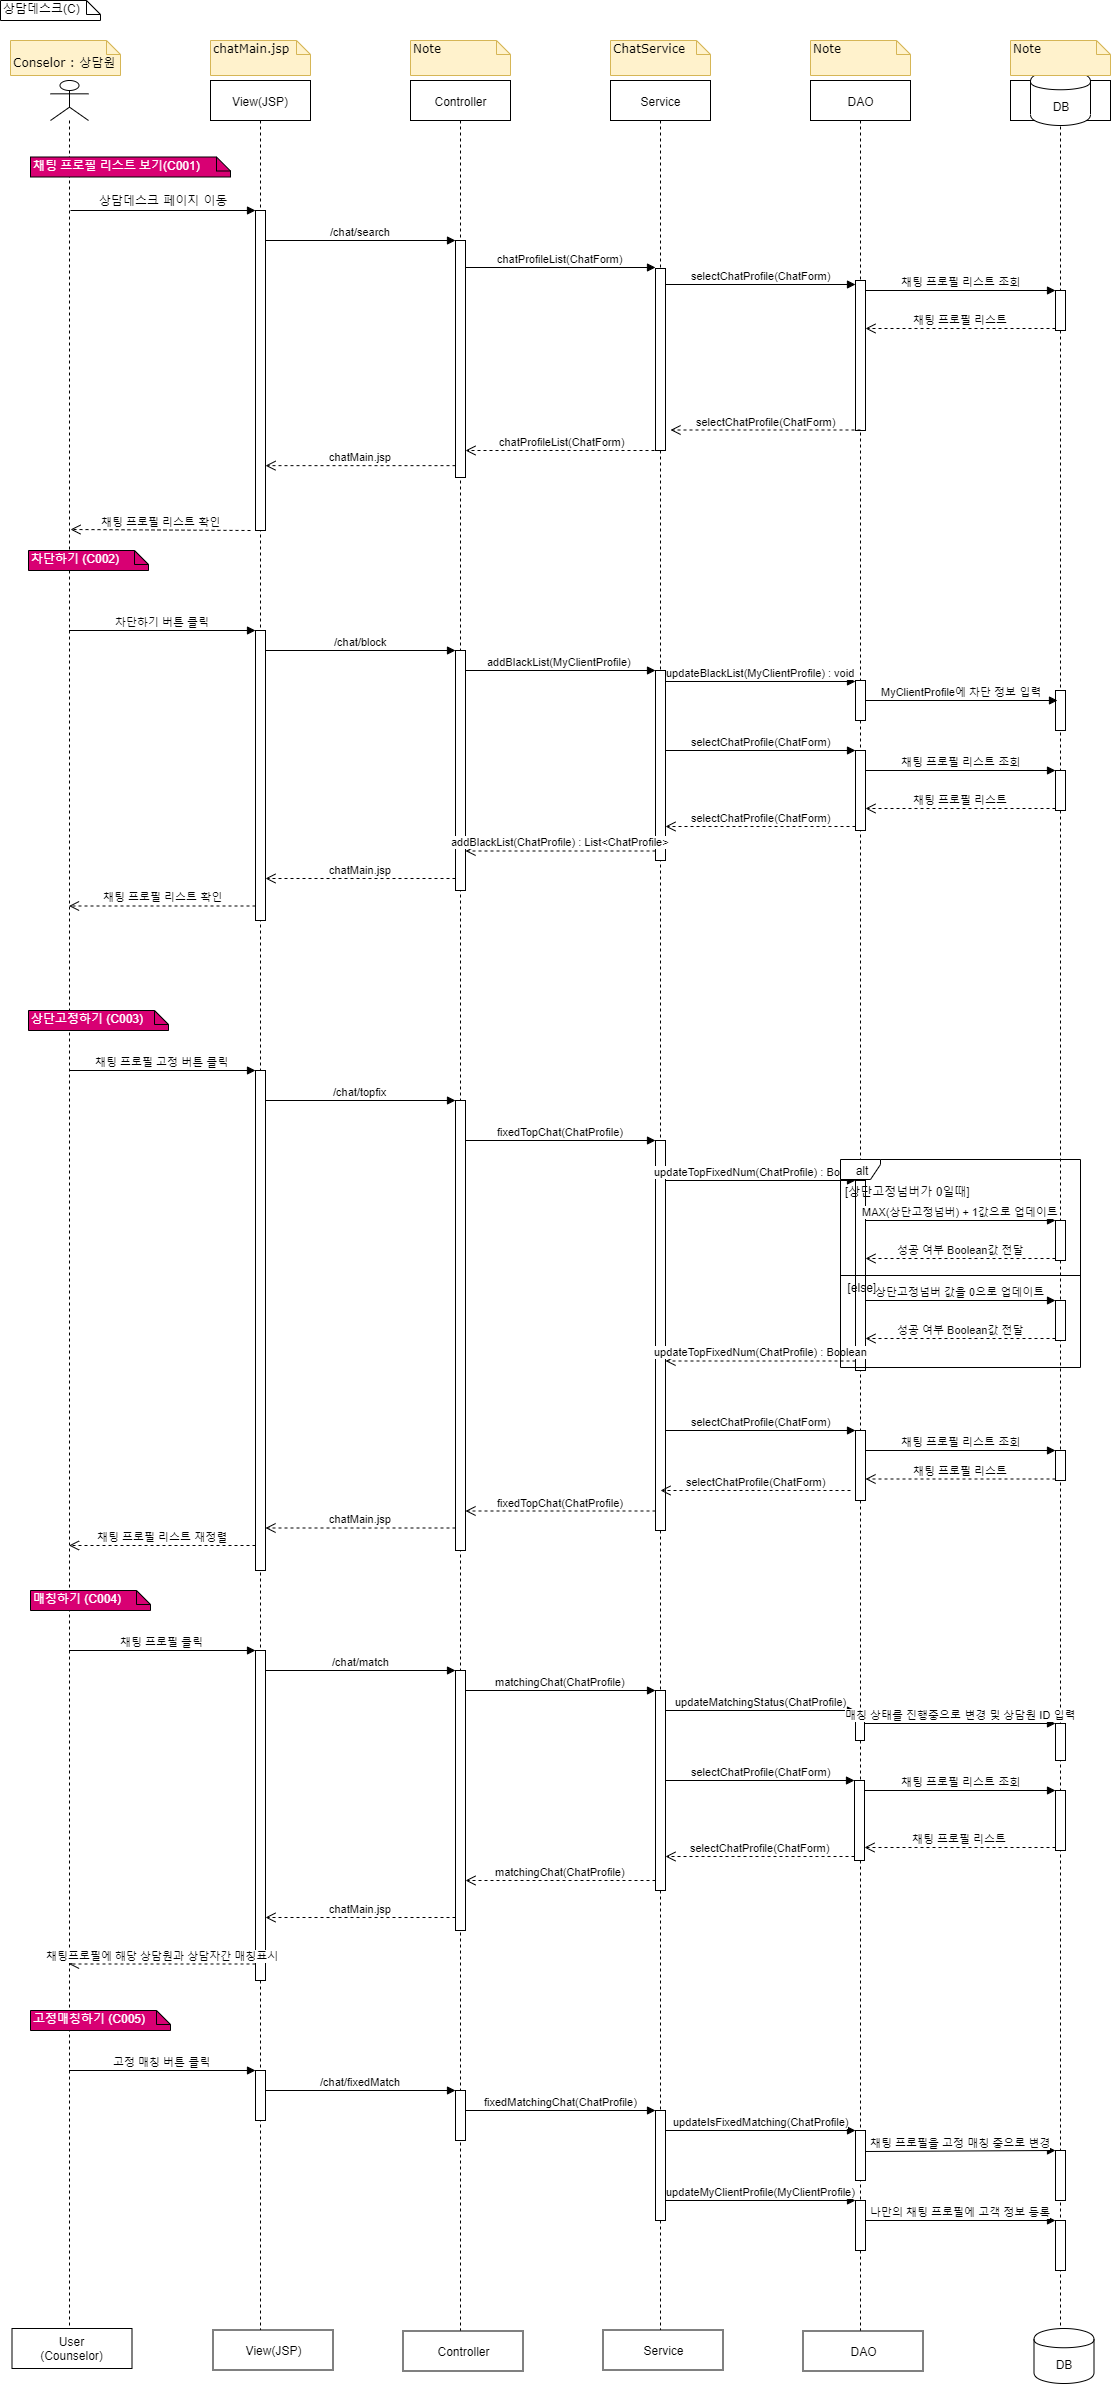 상담데스크(C)
Conselor : 상담원
chatMain.jsp
Note
ChatService
Note
Note
View(JSP)
Controller
Service
DAO
DB
채팅 프로필 리스트 보기(C001)
상담데스크 페이지 이동
/chat/search
chatProfileList(ChatForm)
selectChatProfile(ChatForm)
채팅 프로필 리스트 조회
채팅 프로필 리스트
selectChatProfile(ChatForm)
chatProfileList(ChatForm)
chatMain.jsp
채팅 프로필 리스트 확인
차단하기 (C002)
차단하기 버튼 클릭
/chat/block
addBlackList(MyClientProfile)
updateBlackList(MyClientProfile) : void
MyClientProfile에 차단 정보 입력
selectChatProfile(ChatForm)
채팅 프로필 리스트 조회
채팅 프로필 리스트
selectChatProfile(ChatForm)
addBlackList(ChatProfile) : List<ChatProfile>
chatMain.jsp
채팅 프로필 리스트 확인
상단고정하기 (C003)
채팅 프로필 고정 버튼 클릭
/chat/topfix
fixedTopChat(ChatProfile)
updateTopFixedNum(ChatProfile) : Bo
alt
[상단고정넘버가 0일때]
MAX(상단고정넘버) + 1값으로 업데이트
성공 여부 Boolean값 전달
[else]
상단고정넘버 값을 0으로 업데이트
성공 여부 Boolean값 전달
updateTopFixedNum(ChatProfile) : Boolean
selectChatProfile(ChatForm)
채팅 프로필 리스트 조회
채팅 프로필 리스트
selectChatProfile(ChatForm)
fixedTopChat(ChatProfile)
chatMain.jsp
채팅 프로필 리스트 재정렬
매칭하기 (C004)
채팅 프로필 클릭
/chat/match
matchingChat(ChatProfile)
updateMatchingStatus(ChatProfile)
매칭 상태를 진행중으로 변경 및 상담원 ID 입력
selectChatProfile(ChatForm)
채팅 프로필 리스트 조회
채팅 프로필 리스트
selectChatProfile(ChatForm)
matchingChat(ChatProfile)
chatMain.jsp
채팅프로필에 해당 상담원과 상담자간 매칭표시
고정매칭하기 (C005)
고정 매칭 버튼 클릭
/chat/fixedMatch
fixedMatchingChat(ChatProfile)
updateIsFixedMatching(ChatProfile)
채팅 프로필을 고정 매칭 중으로 변경
updateMyClientProfile(MyClientProfile)
나만의 채팅 프로필에 고객 정보 등록
User
(Counselor)
View(JSP)
Controller
Service
DAO
DB